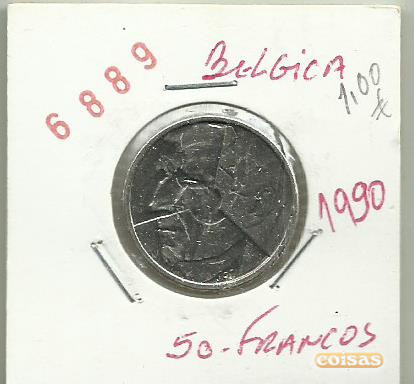 6889
BELGICA
1,00
1990
50-FRANCOS
coisas